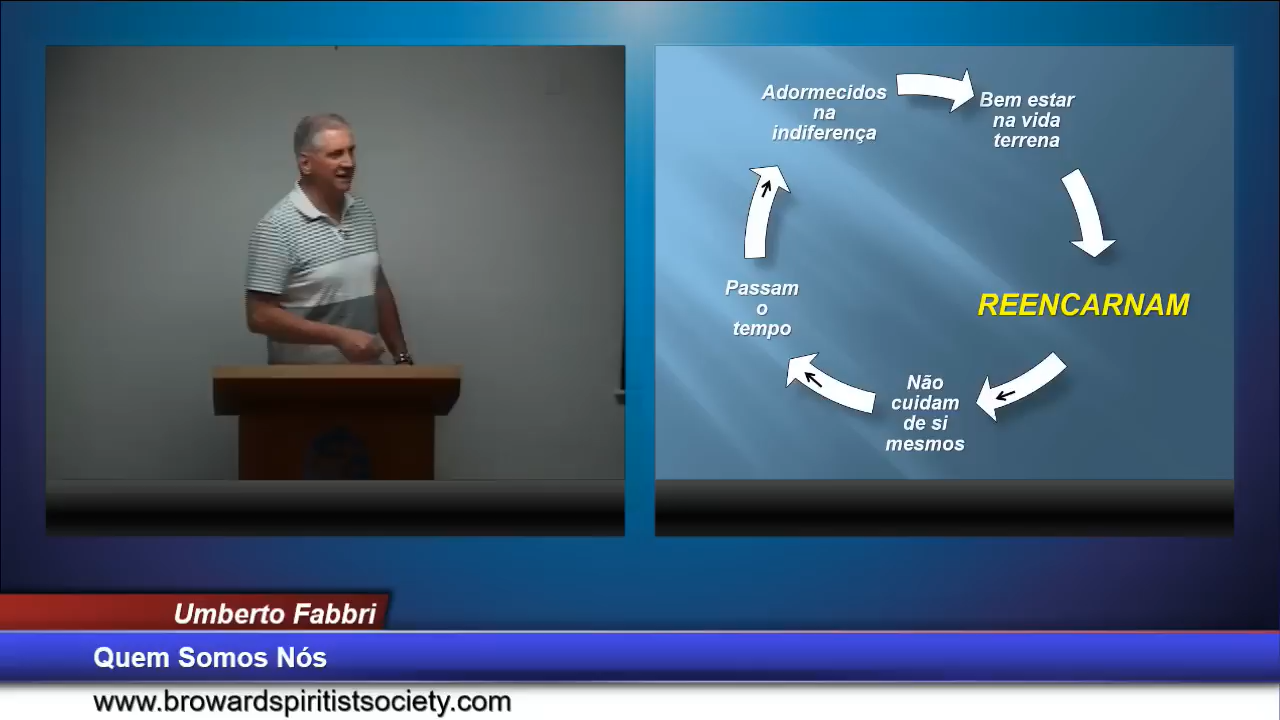 Adormecidos
na
indiferença
Bem estar
na vida
terrena
REENCARNAM
Não
cuidam
de si
mesmos
Passam
o
tempo
Umberto Fabbri
Quem Somos Nós
www.browardspiritistsociety.com